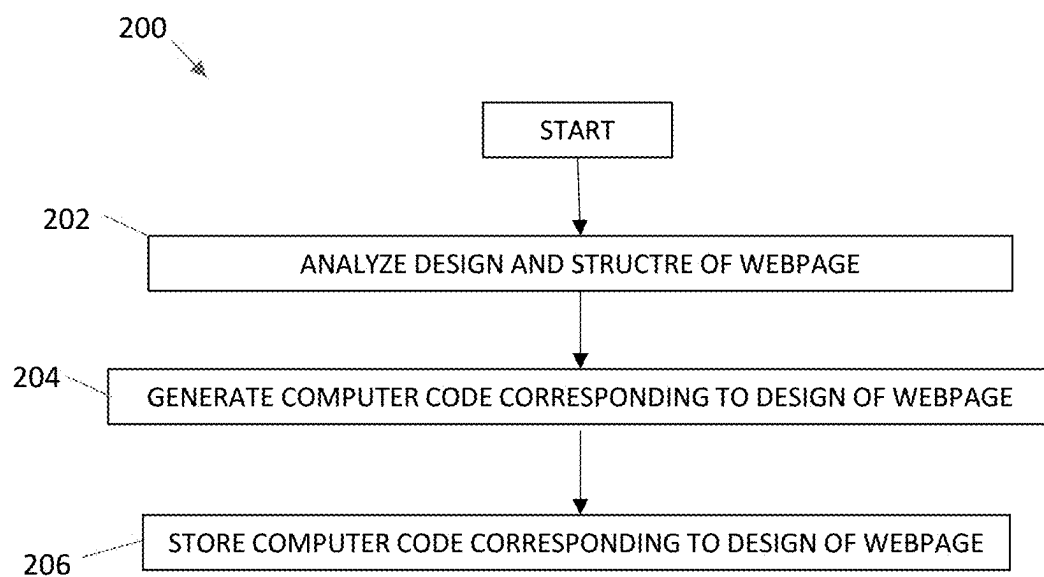 200
START
202
ANALYZE DESIGN AND STRUCTRE OF WEBPAGE
204
GENERATE COMPUTER CODE CORRESPONDING TO DESIGN OF WEBPAGE
206
STORE COMPUTER CODE CORRESPONDING TO DESIGN OF WEBPAGE